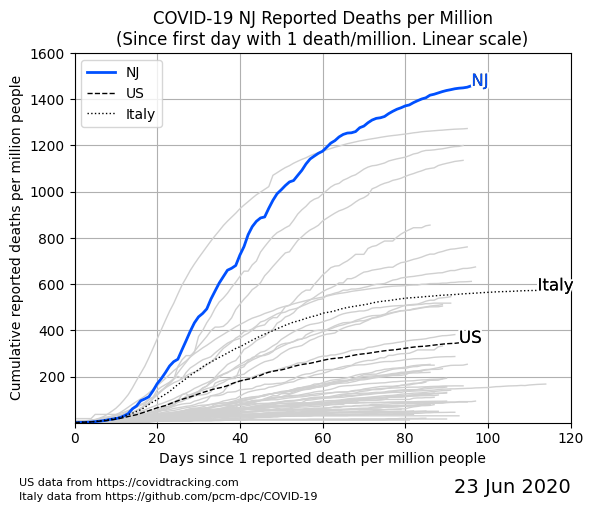 COVID-19 NJ Reported Deaths per Million
(Since first day with 1 death/million. Linear scale)
Cumulative reported deaths per million people
1600
1400
1200
1000
800
600
400
200
NJ
US
Italy
NJ
Italy
US
0 20 40 60 80 100 120
Days since 1 reported death per million people
US data from https://covidtracking.com
Italy data from https://github.com/pcm-dpc/COVID-19
23 Jun 2020